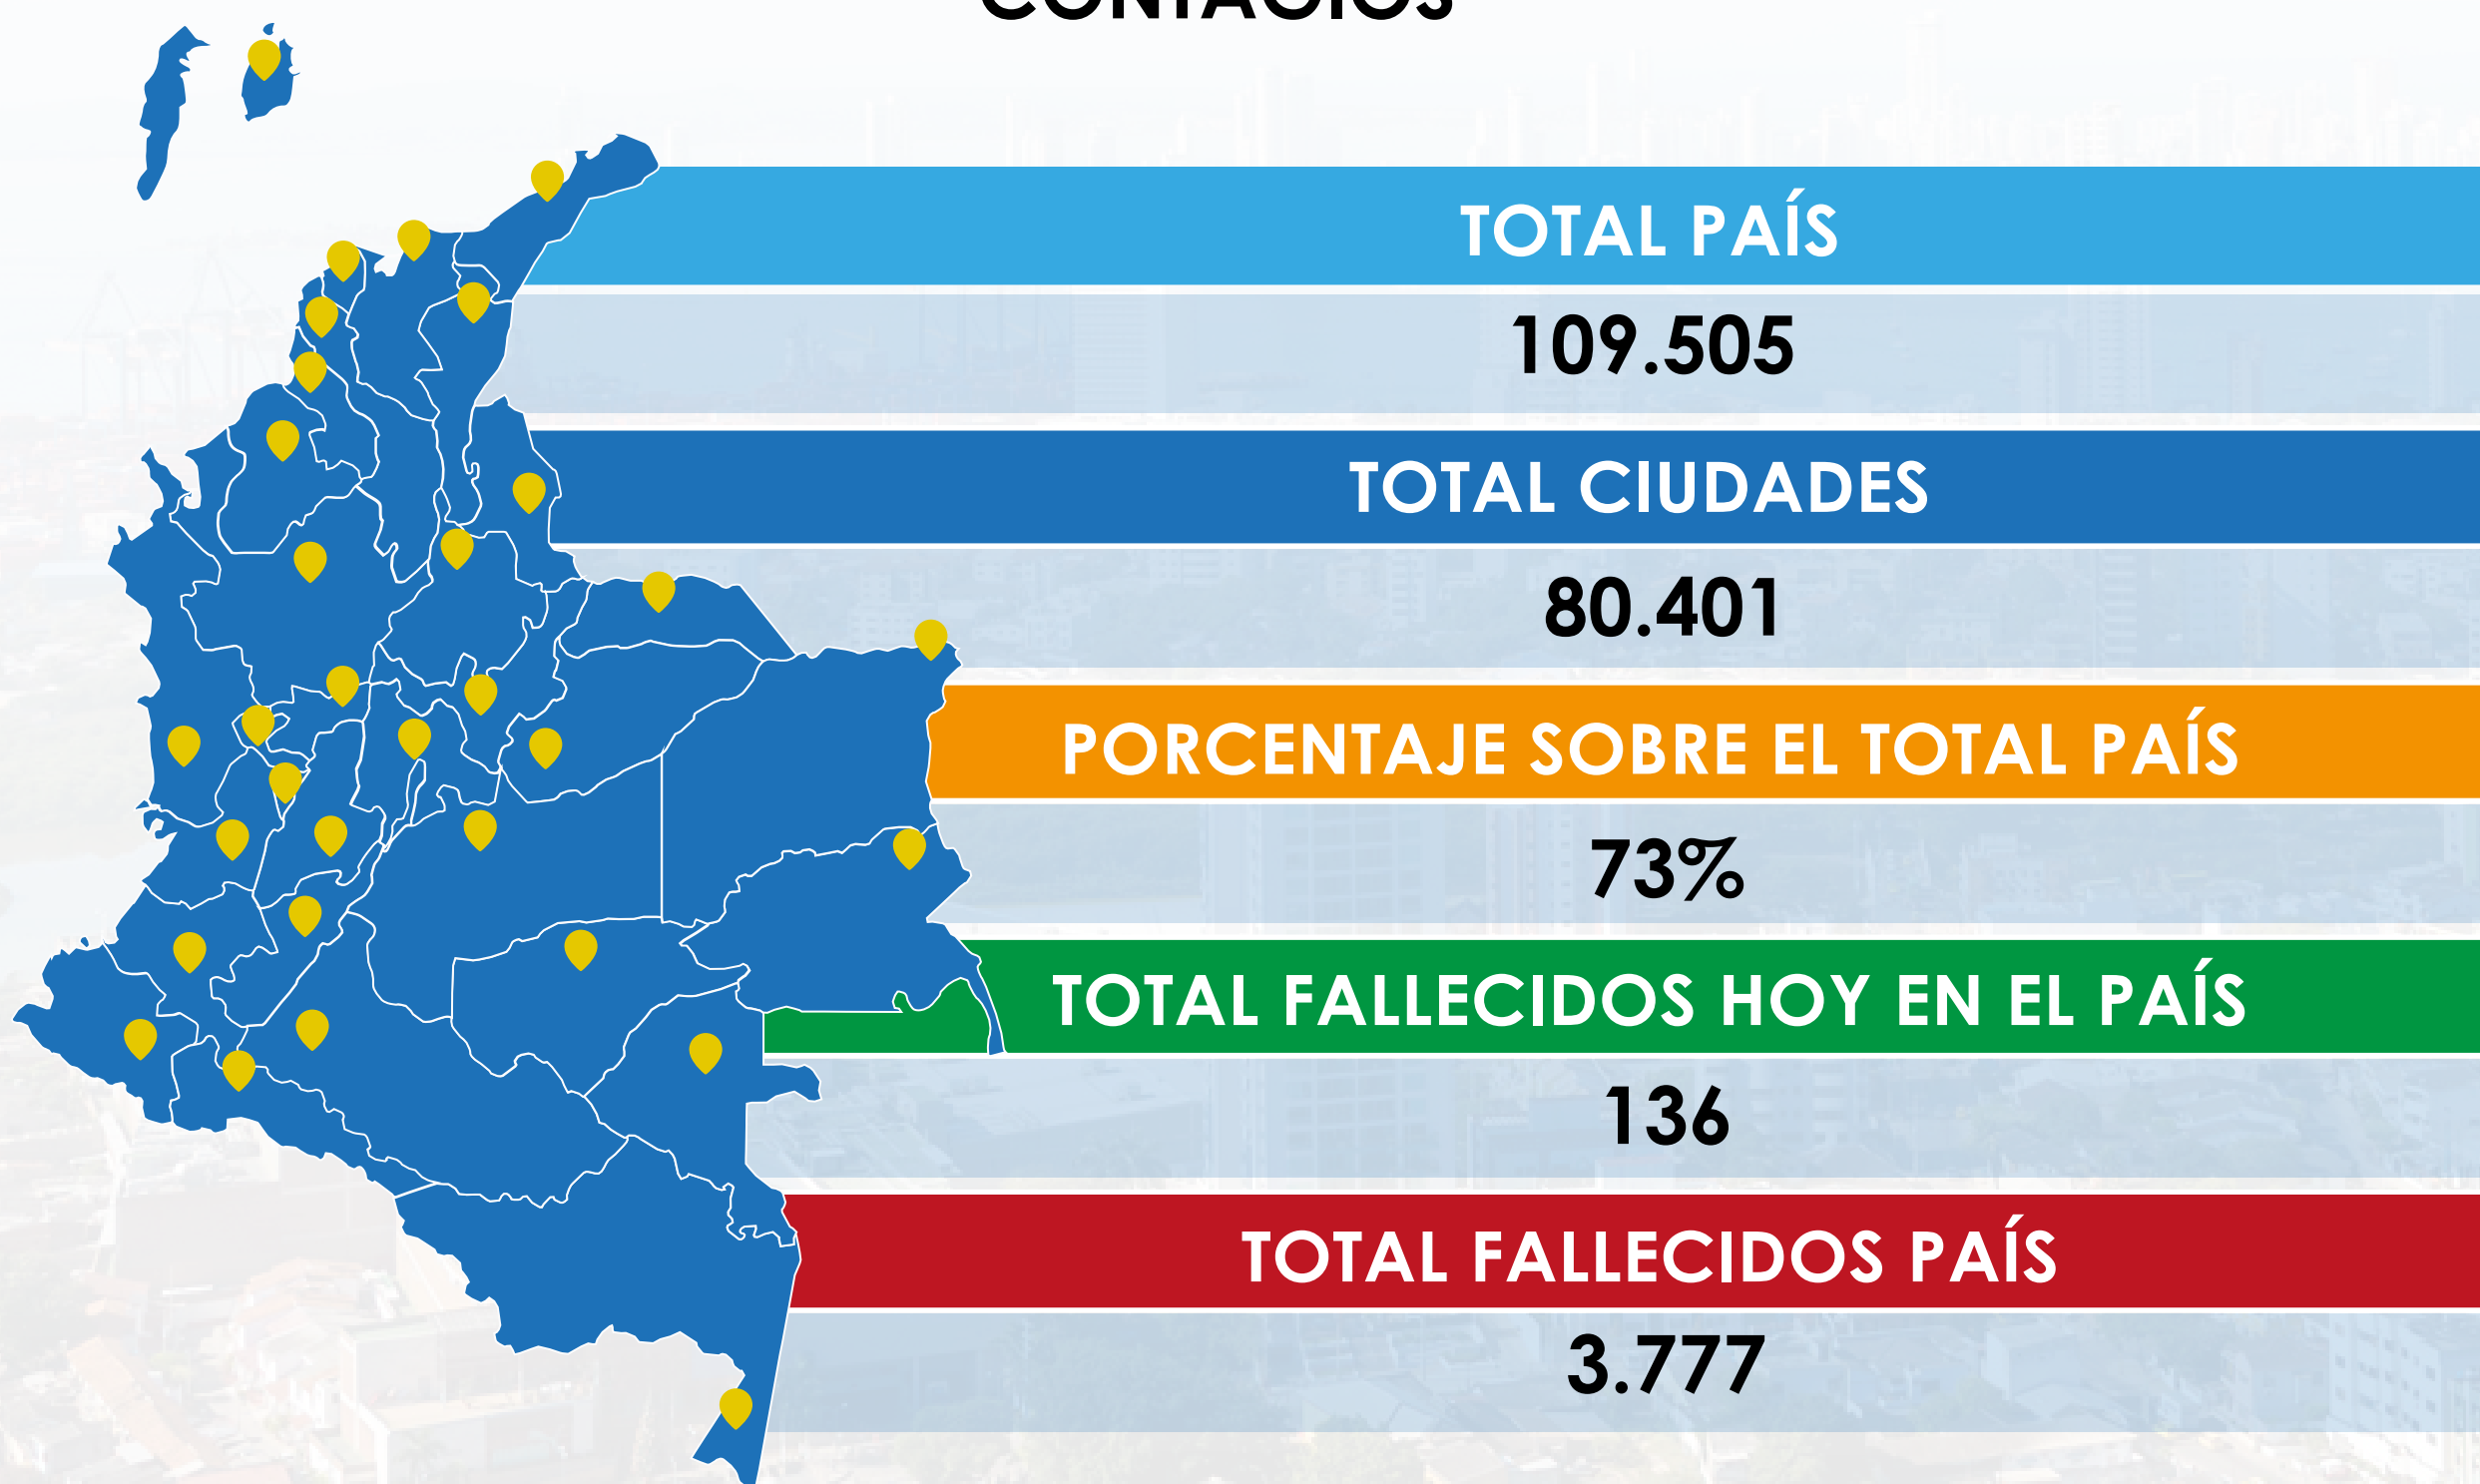 CONTAGIOS
TOTAL PAÍS
109.505
TOTAL CIUDADES
80.401
PORCENTAJE SOBRE EL TOTAL PAÍS
73%
TOTAL FALLECIDOS HOY EN EL PAÍS
136
TOTAL FALLECIDOS PAÍS
3.777